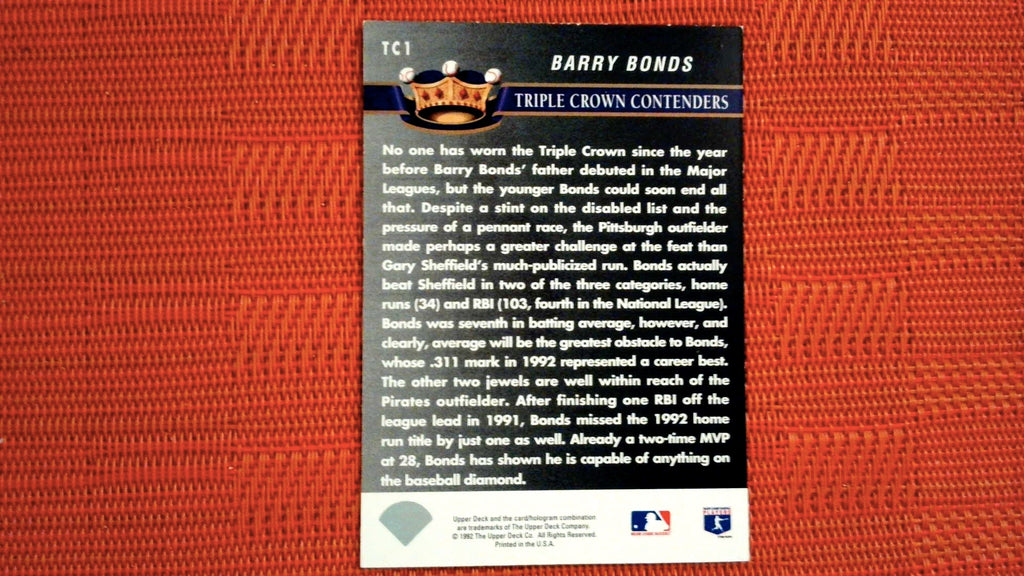 TC1
BARRY BONDS
TRIPLE CROWN CONTENDERS
No one has worn the Triple Crown since the year
before Barry Bonds' father debuted in the Major
Leagues, but the younger Bonds could soon end all
that. Despite a stint on the disabled list and the
pressure of a pennant race, the Pittsburgh outfielder
made perhaps a greater challenge at the feat than
Gary Sheffield's much-publicized run. Bonds actually
beat Sheffield in two of the three categories, home
runs (34) and RBI (103, fourth in the National League).
Bonds was seventh in batting average, however, and
clearly, average will be the greatest obstacle to Bonds,
whose .311 mark in 1992 represented a career best.
The other two jewels are well within reach of the
Pirates outfielder. After finishing one RBI off the
league lead in 1991, Bonds missed the 1992 home
run title by just one as well. Already a two-time MVP
at 28, Bonds has shown he is capable of anything on
the baseball diamond.
Upper Deck and the card/hologram combination
are trademarks of The Upper Deck Company.
© 1992 The Upper Deck Co. All Rights Reserved.
Printed in the U.S.A.